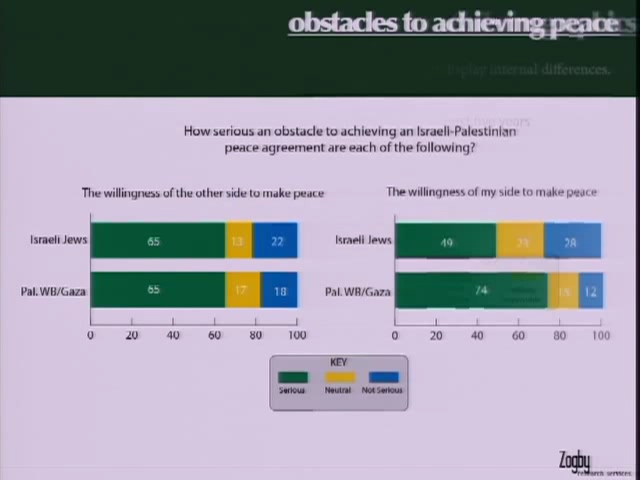 obstacles to achieving peace
display internal differences.
years
How serious an obstacle to achieving an Israeli-Palestinian
peace agreement are each of the following?
The willingness of the other side to make peace
Israeli Jews 65 13 22
Pal. WB/Gaza 65 17 18
0 20 40 60 80 100
The willingness of my side to make peace
Israeli Jews 49 23 28
Pal. WB/Gaza 74 15 12
0 20 40 60 80 100
KEY
Serious Neutral Not Serious
Zogby
research services